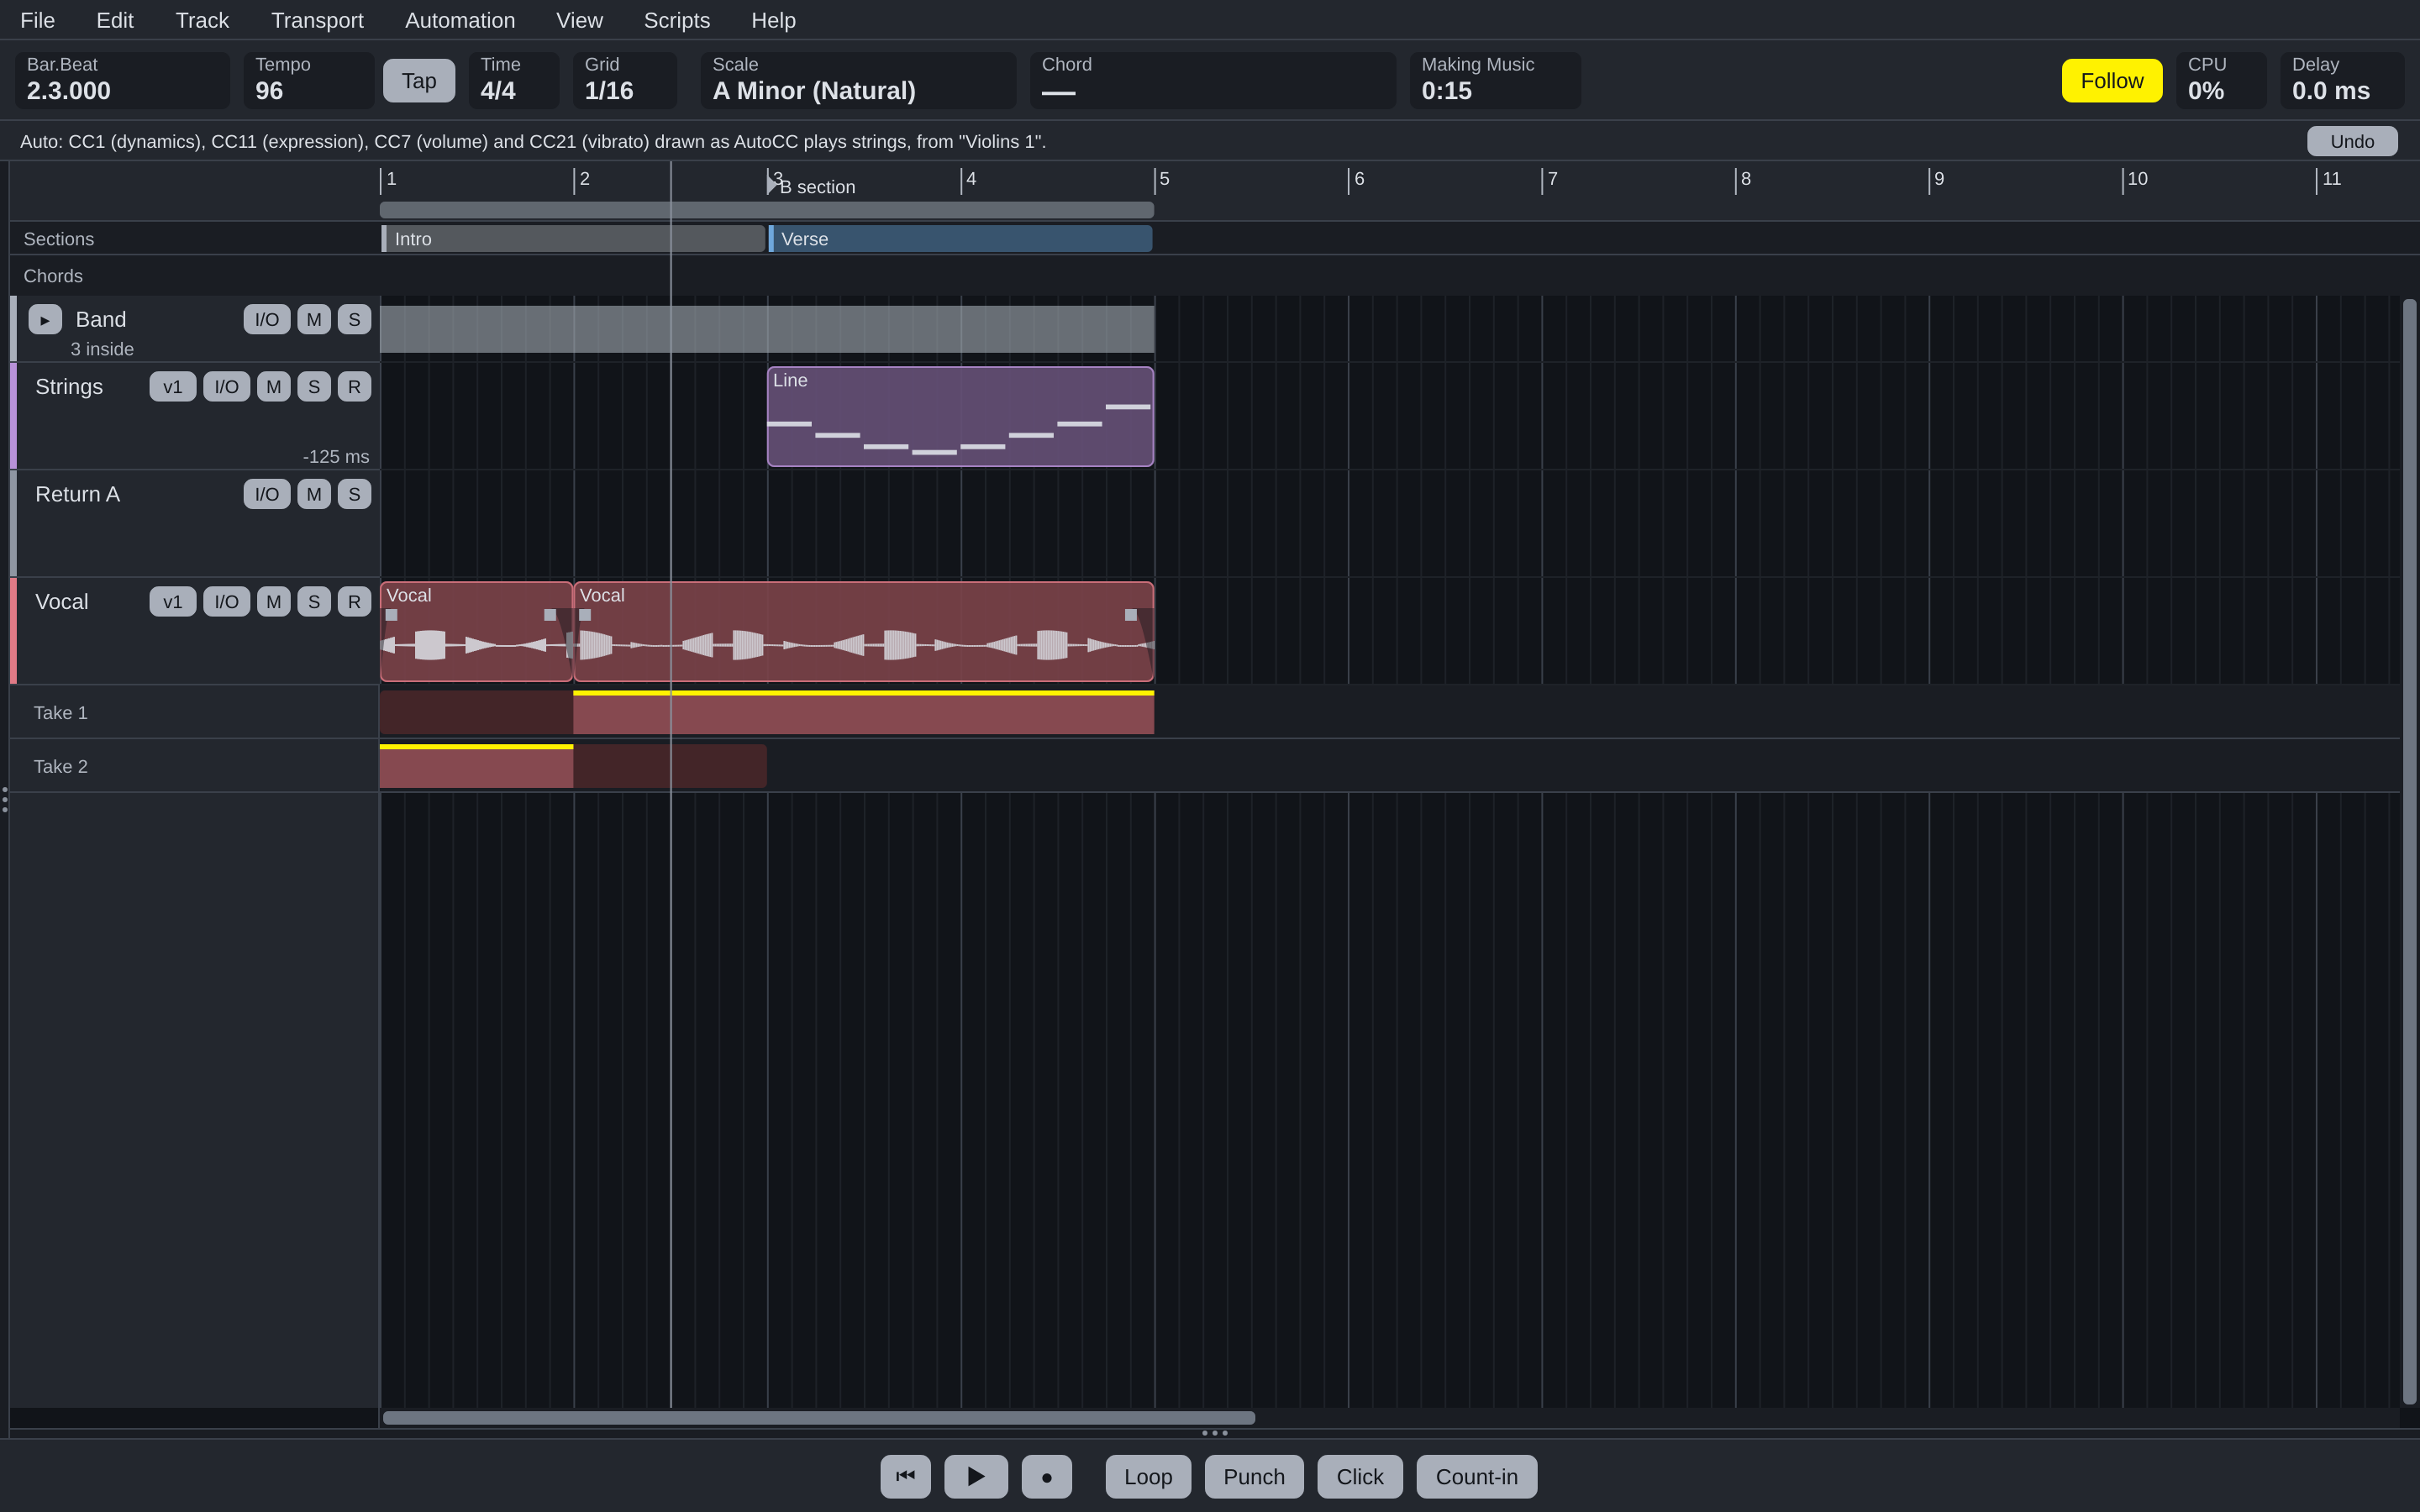 File Edit Track Transport Automation View Scripts Help
Bar.Beat Tempo Time Grid Scale Chord Making Music CPU Delay
2.3.000 96 Tap 4/4 1/16 A Minor (Natural) — 0:15 Follow 0% 0.0 ms
Auto: CC1 (dynamics), CC11 (expression), CC7 (volume) and CC21 (vibrato) drawn as AutoCC plays strings, from "Violins 1". Undo
1 2 3 4 5 6 7 8 9 10 11
B section
Sections Intro Verse
Chords
Band I/O M S
3 inside
Strings v1 I/O M S R Line
-125 ms
Return A I/O M S
Vocal v1 I/O M S R Vocal Vocal
Take 1
Take 2
Loop Punch Click Count-in